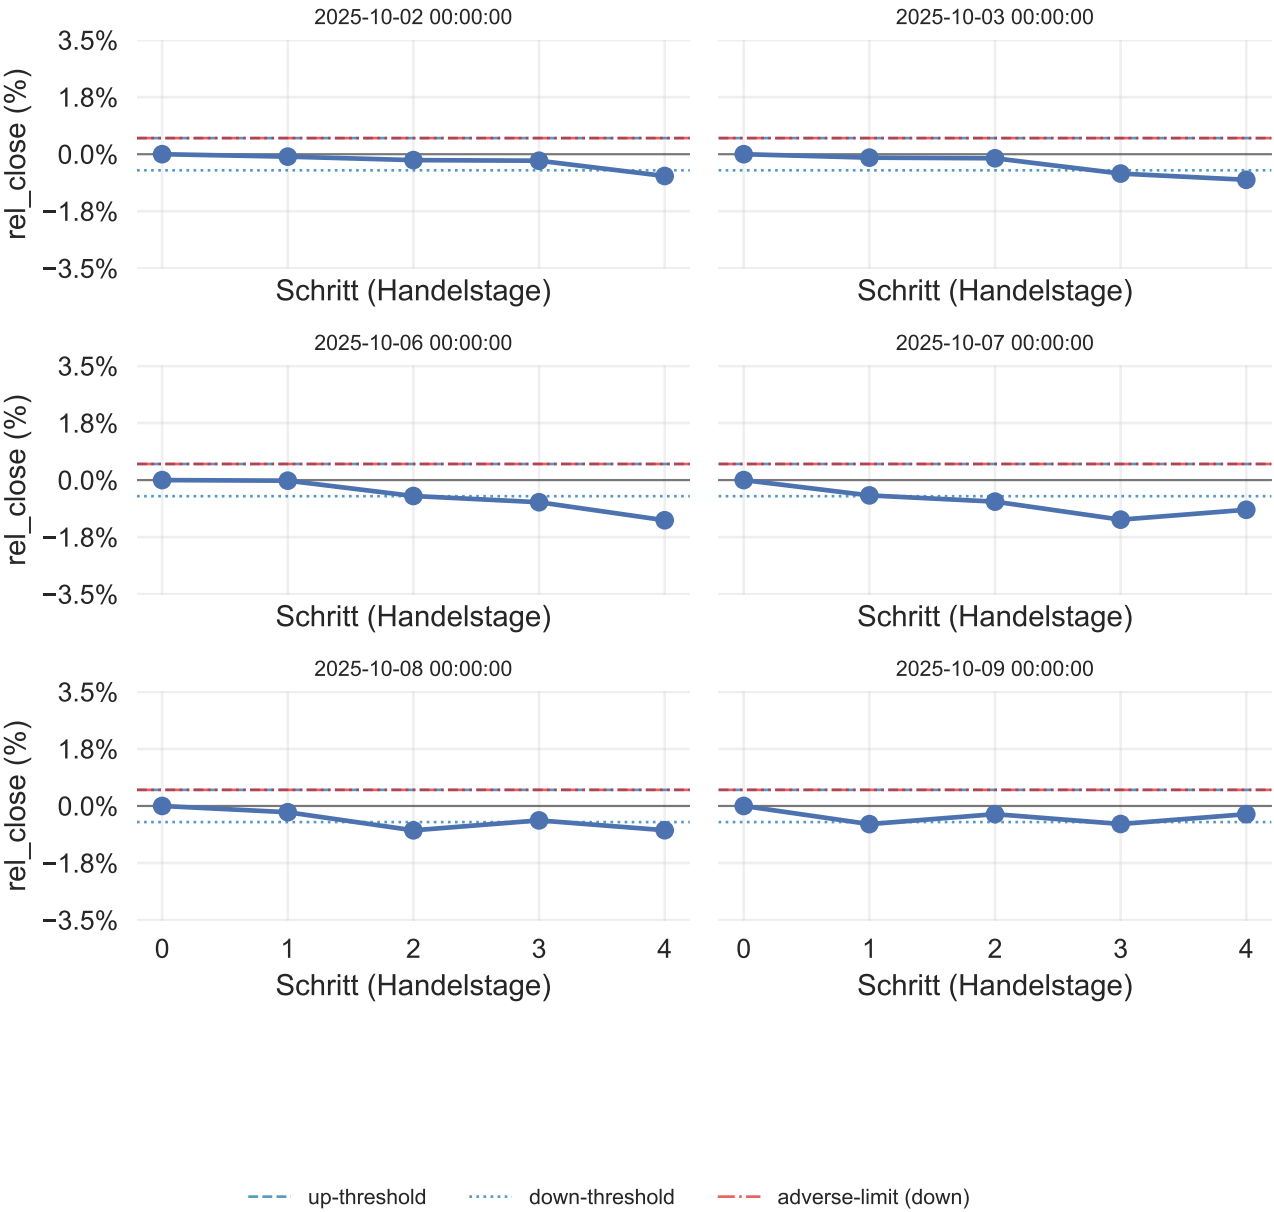 2025-10-02 00:00:00
2025-10-03 00:00:00
3.5%
1.8%
0.0%
−1.8%
−3.5%
rel_close (%)
Schritt (Handelstage)
Schritt (Handelstage)
2025-10-06 00:00:00
2025-10-07 00:00:00
3.5%
1.8%
0.0%
−1.8%
−3.5%
rel_close (%)
Schritt (Handelstage)
Schritt (Handelstage)
2025-10-08 00:00:00
2025-10-09 00:00:00
3.5%
1.8%
0.0%
−1.8%
−3.5%
rel_close (%)
0 1 2 3 4
0 1 2 3 4
Schritt (Handelstage)
Schritt (Handelstage)
up-threshold
down-threshold
adverse-limit (down)